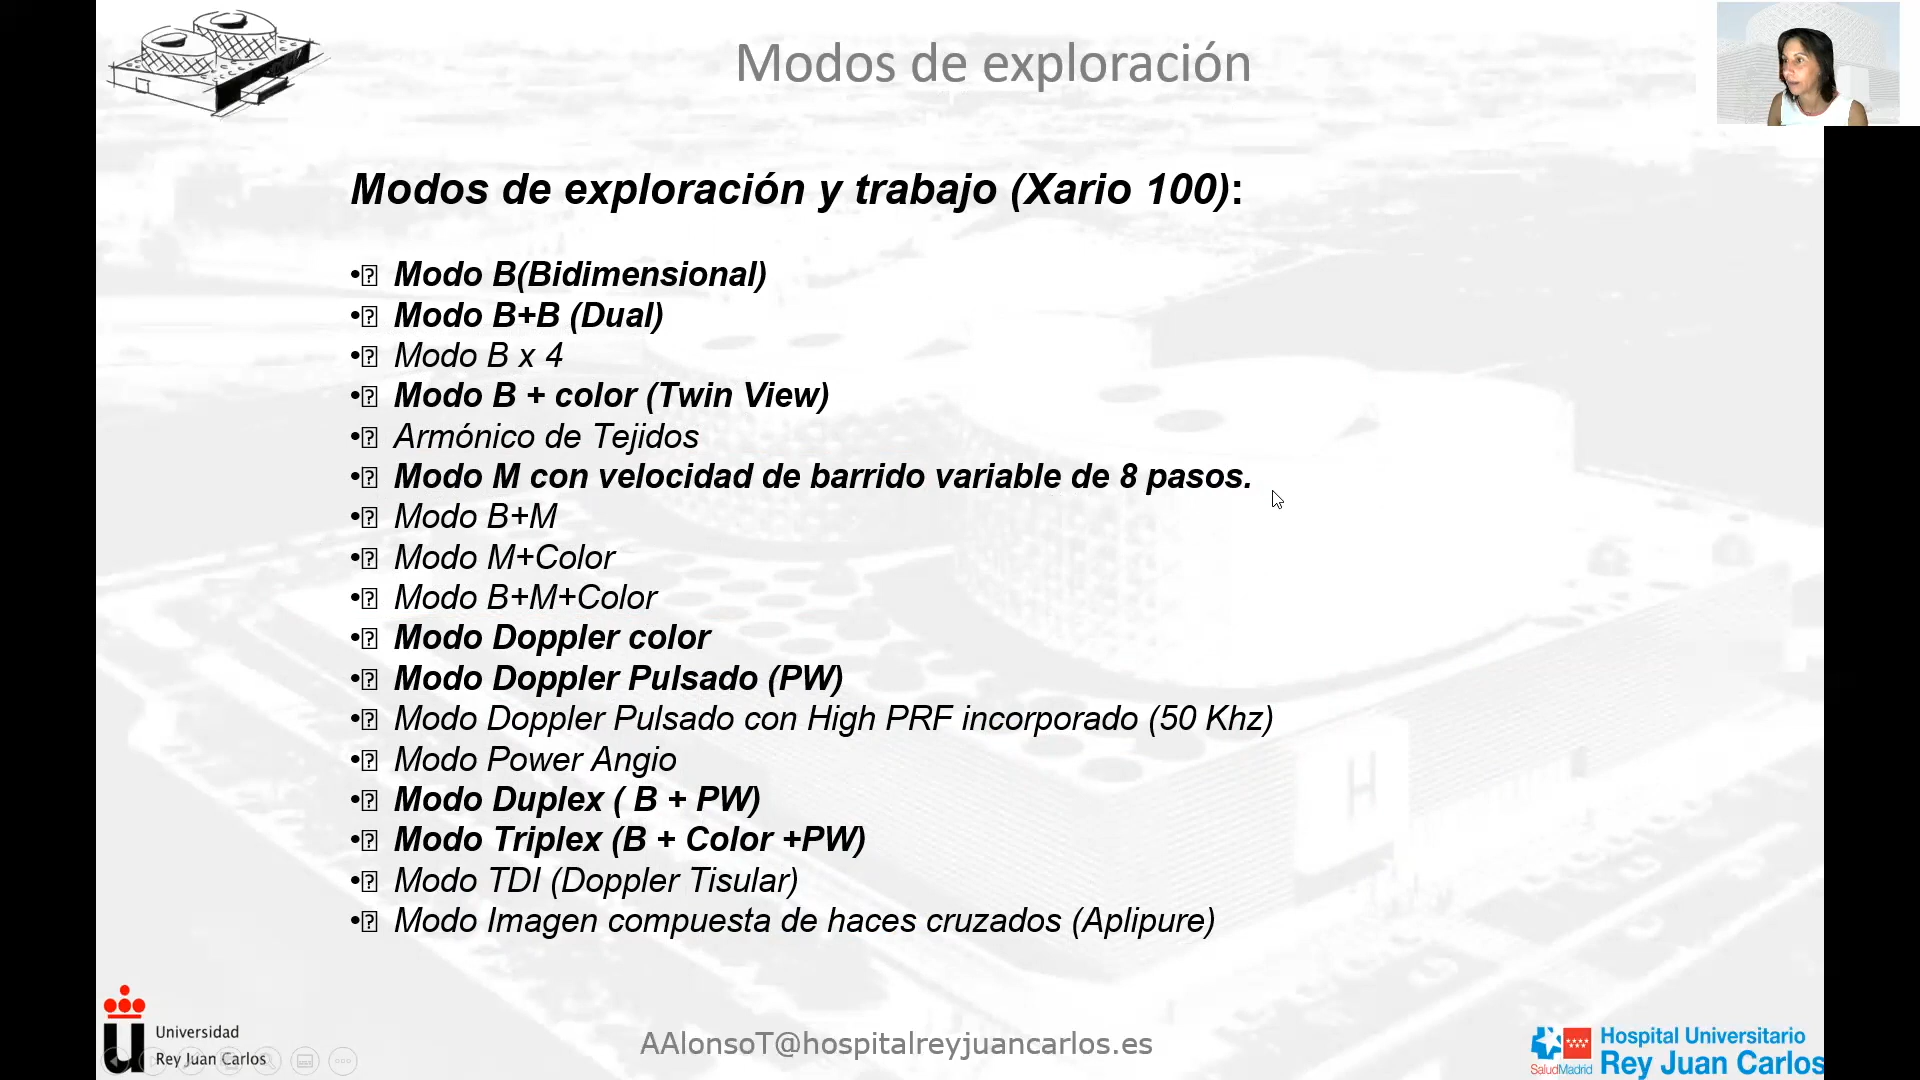 Modos de exploración
Modos de exploración y trabajo (Xario 100):
• Modo B(Bidimensional)
• Modo B+B (Dual)
• Modo B x 4
• Modo B + color (Twin View)
• Armónico de Tejidos
• Modo M con velocidad de barrido variable de 8 pasos.
• Modo B+M
• Modo M+Color
• Modo B+M+Color
• Modo Doppler color
• Modo Doppler Pulsado (PW)
• Modo Doppler Pulsado con High PRF incorporado (50 Khz)
• Modo Power Angio
• Modo Duplex ( B + PW)
• Modo Triplex (B + Color +PW)
• Modo TDI (Doppler Tisular)
• Modo Imagen compuesta de haces cruzados (Aplipure)
H
u Universidad
Rey Juan Carlos
AAlonsoT@hospitalreyjuancarlos.es
Hospital Universitario
Rey Juan Carlos
SaludMadrid